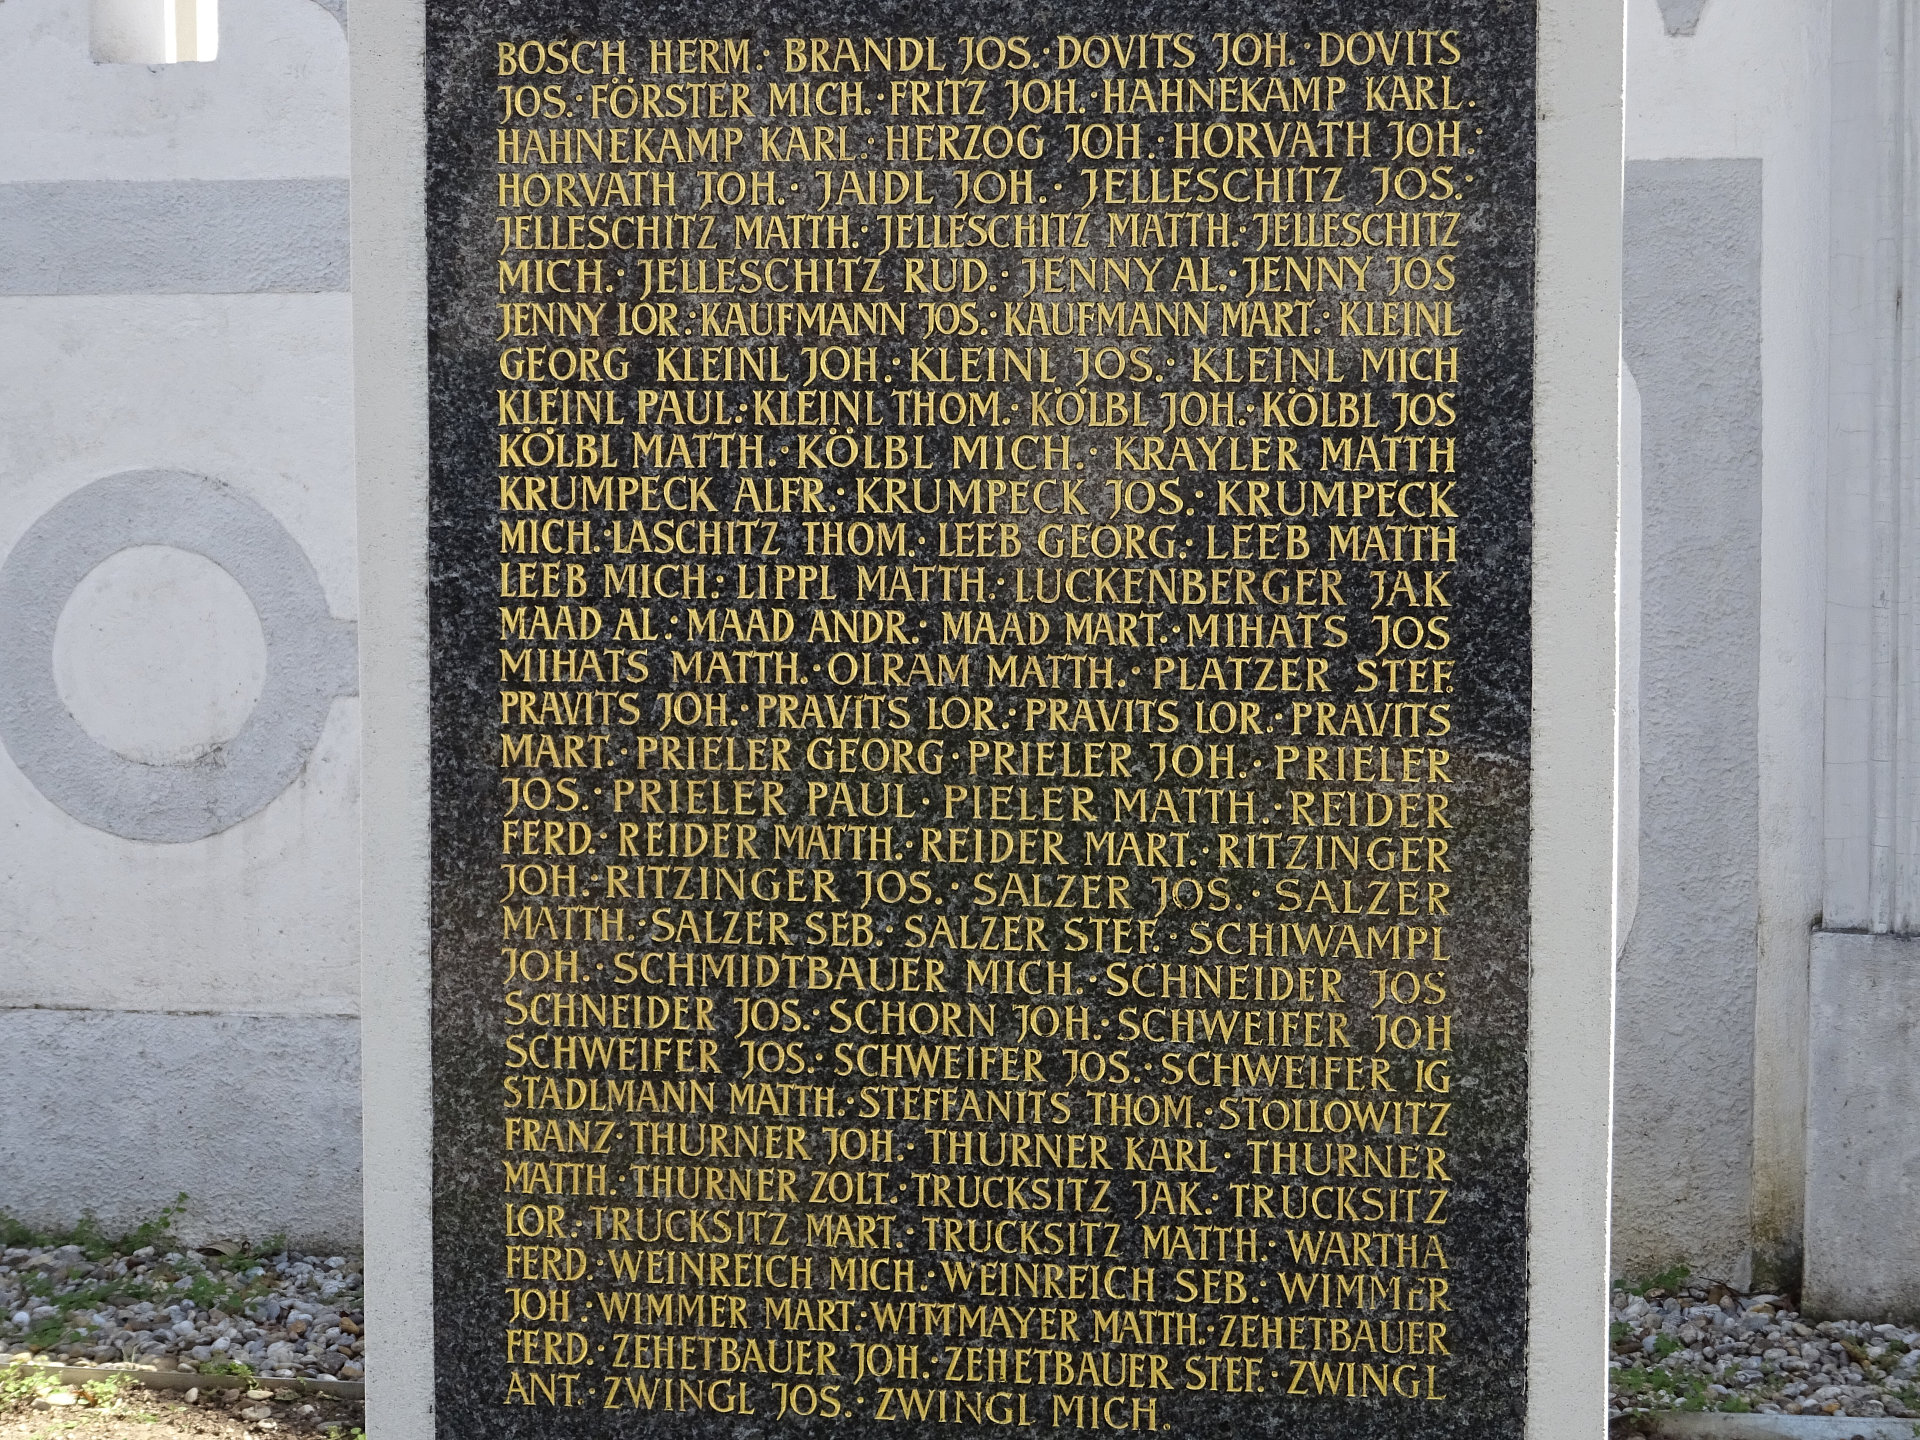 BOSCH HERM.· BRANDL JOS.·DOVITS JOH.·DOVITS
JOS.·FÖRSTER MICH.·FRITZ JOH.·HAHNEKAMP KARL.
HAHNEKAMP KARL.·HERZOG JOH.·HORVATH JOH.·
HORVATH JOH.· JAIDL JOH.· JELLESCHITZ JOS.·
JELLESCHITZ MATTH.·JELLESCHITZ MATTH.·JELLESCHITZ
MICH.· JELLESCHITZ RUD.· JENNY AL.·JENNY JOS
JENNY LOR.·KAUFMANN JOS.·KAUFMANN MART.· KLEINL
GEORG KLEINL JOH.·KLEINL JOS.· KLEINL MICH
KLEINL PAUL.·KLEINL THOM.·KÖLBL JOH.·KÖLBL JOS
KÖLBL MATTH.·KÖLBL MICH.·KRAYLER MATTH
KRUMPECK ALFR.·KRUMPECK JOS.· KRUMPECK
MICH.·LASCHITZ THOM.· LEEB GEORG.· LEEB MATTH
LEEB MICH.· LIPPL MATTH.·LUCKENBERGER JAK
MAAD AL.·MAAD ANDR.· MAAD MART.·MIHATS JOS
MIHATS MATTH.·OLRAM MATTH.· PLATZER STEF.
PRAVITS JOH.·PRAVITS LOR.·PRAVITS LOR.·PRAVITS
MART.·PRIELER GEORG·PRIELER JOH.·PRIELER
JOS.·PRIELER PAUL·PIELER MATTH.·REIDER
FERD.·REIDER MATTH.·REIDER MART.·RITZINGER
JOH.·RITZINGER JOS.·SALZER JOS.·SALZER
MATTH.·SALZER SEB.· SALZER STEF.·SCHIWAMPL
JOH.·SCHMIDTBAUER MICH.·SCHNEIDER JOS
SCHNEIDER JOS.·SCHORN JOH.·SCHWEIFER JOH
SCHWEIFER JOS.·SCHWEIFER JOS.·SCHWEIFER IG
STADLMANN MATTH.·STEFFANITS THOM.·STOLLOWITZ
FRANZ·THURNER JOH.· THURNER KARL· THURNER
MATTH.·THURNER ZOLT.·TRUCKSITZ JAK.·TRUCKSITZ
LOR.·TRUCKSITZ MART.·TRUCKSITZ MATTH.·WARTHA
FERD.·WEINREICH MICH.·WEINREICH SEB.·WIMMER
JOH.·WIMMER MART·WITTMAYER MATTH.·ZEHETBAUER
FERD.·ZEHETBAUER JOH.·ZEHETBAUER STEF.·ZWINGL
ANT.·ZWINGL JOS.·ZWINGL MICH.